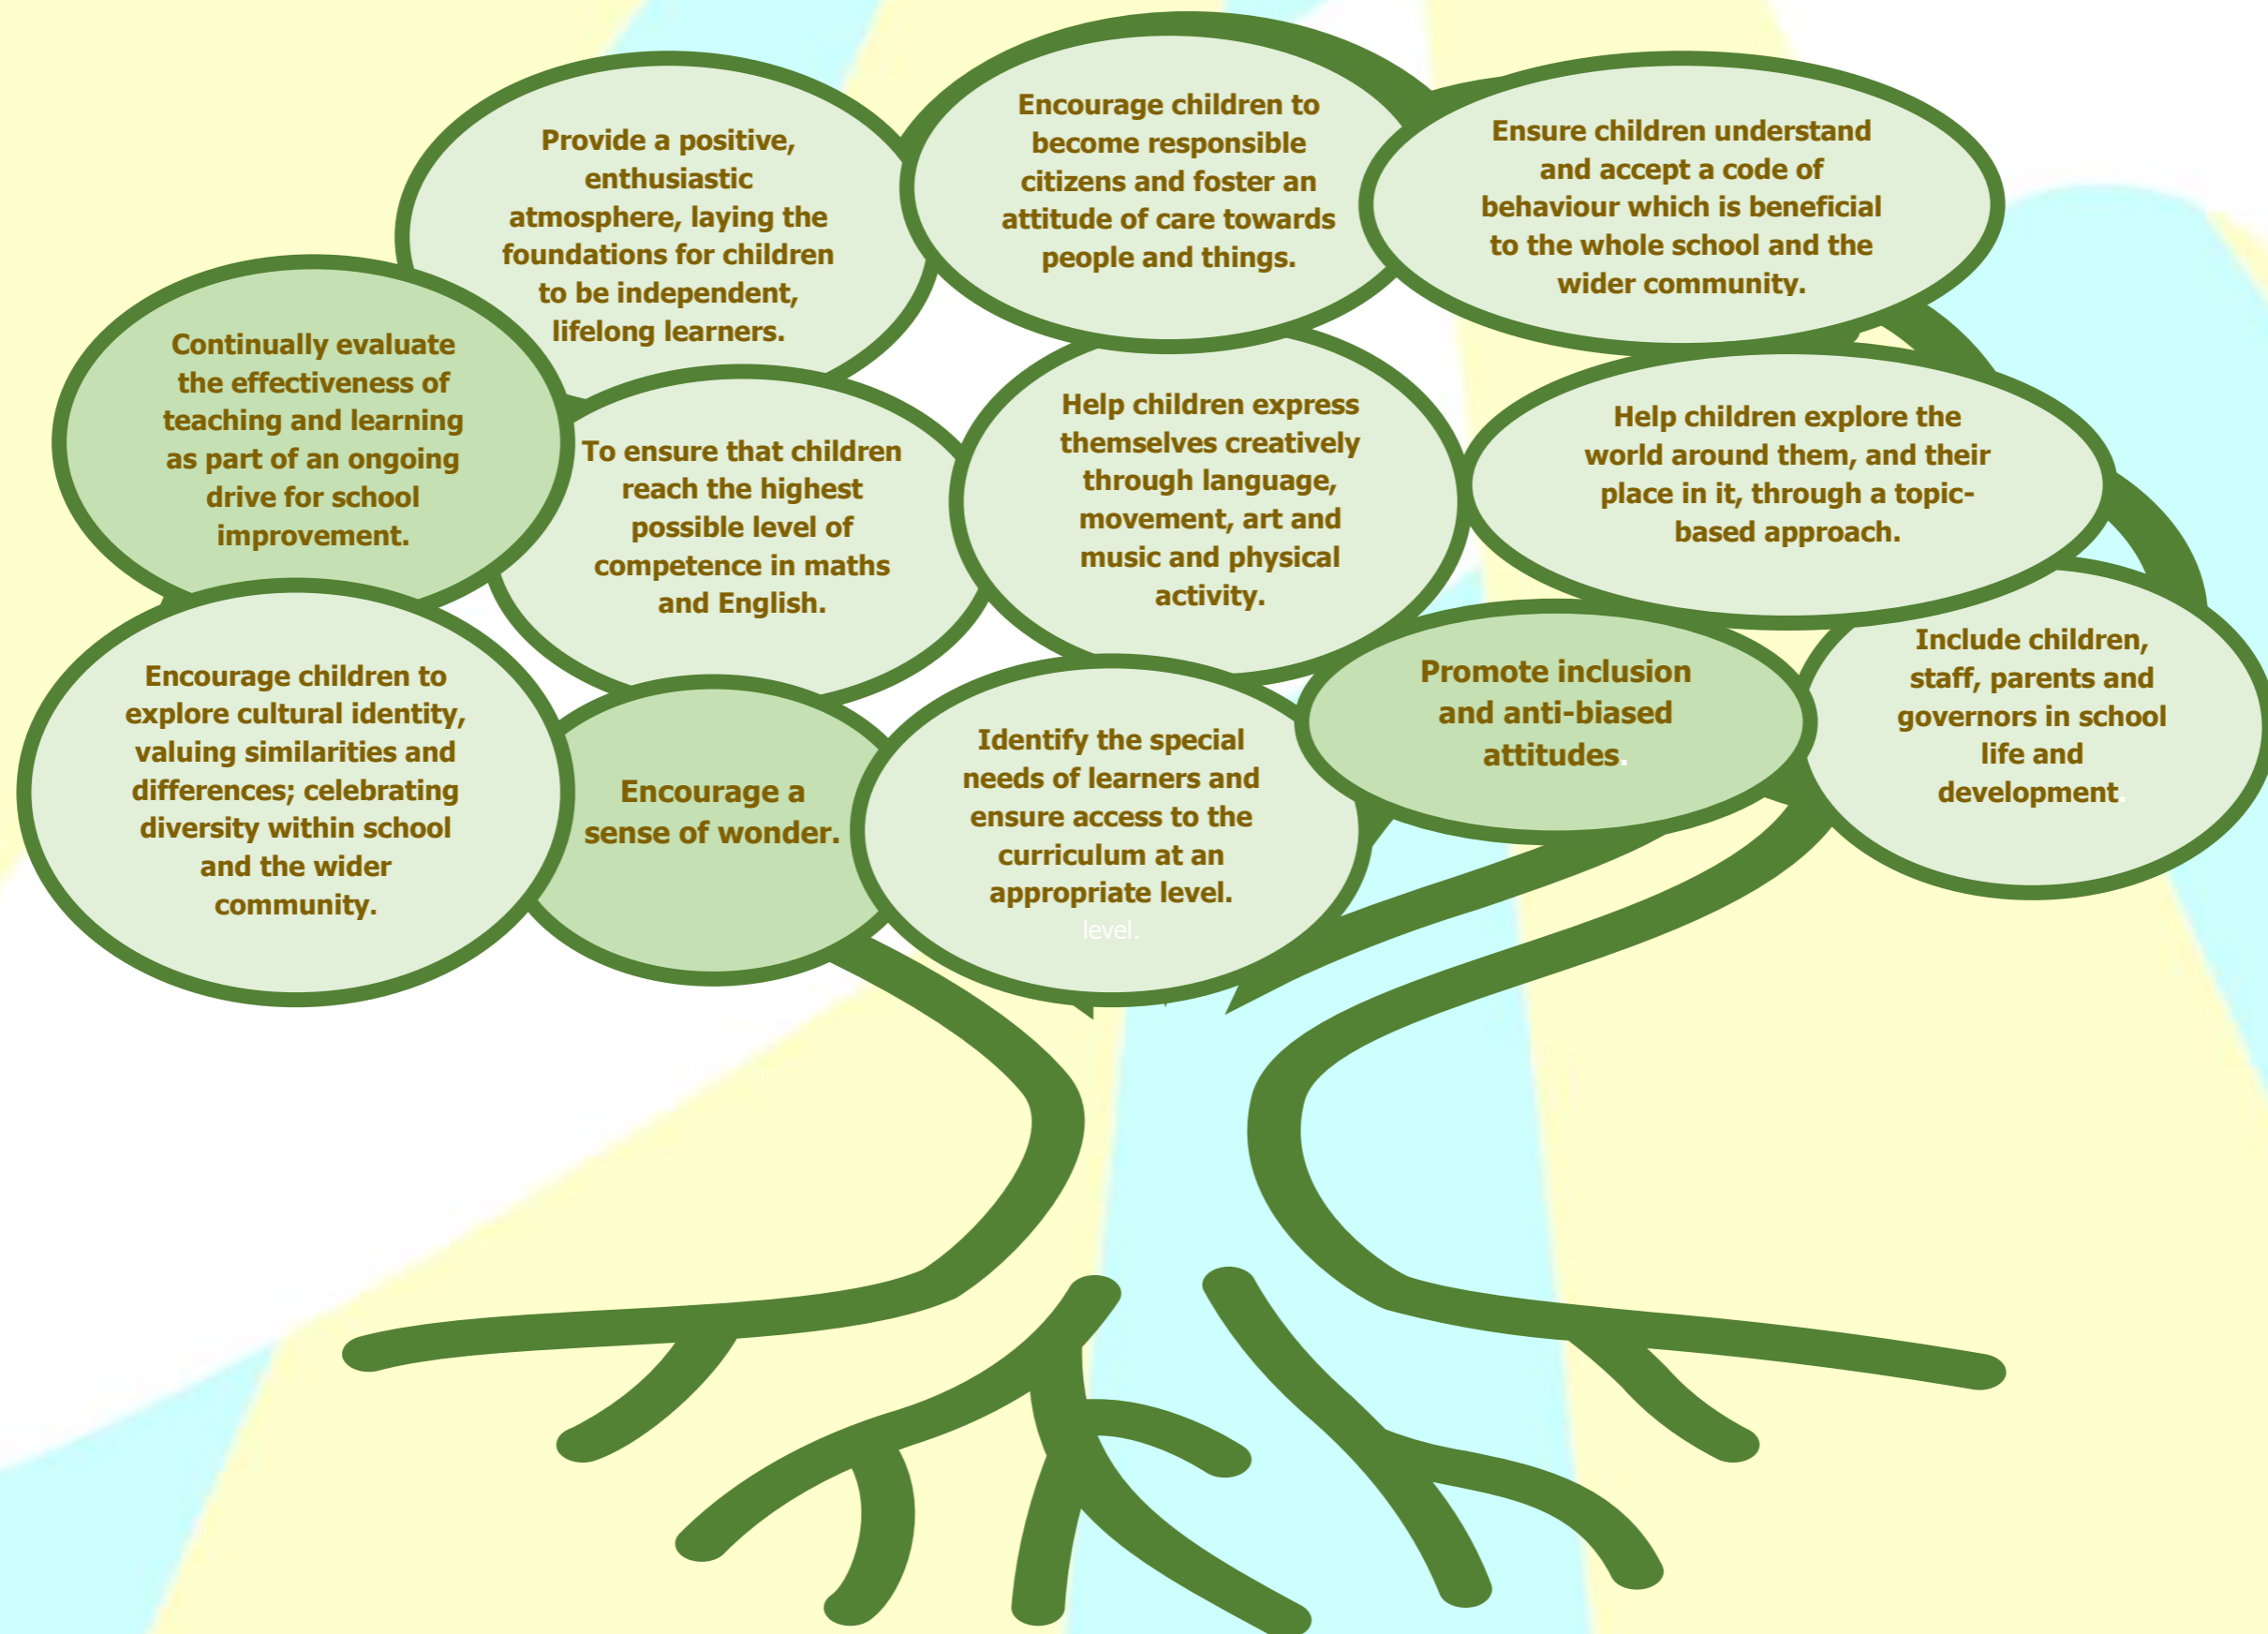 Provide a positive,
enthusiastic
atmosphere, laying the
foundations for children
to be independent,
lifelong learners.
Encourage children to
become responsible
citizens and foster an
attitude of care towards
people and things.
Ensure children understand
and accept a code of
behaviour which is beneficial
to the whole school and the
wider community.
Continually evaluate
the effectiveness of
teaching and learning
as part of an ongoing
drive for school
improvement.
To ensure that children
reach the highest
possible level of
competence in maths
and English.
Help children express
themselves creatively
through language,
movement, art and
music and physical
activity.
Help children explore the
world around them, and their
place in it, through a topic-
based approach.
Encourage children to
explore cultural identity,
valuing similarities and
differences; celebrating
diversity within school
and the wider
community.
Encourage a
sense of wonder.
Identify the special
needs of learners and
ensure access to the
curriculum at an
appropriate level.
level.
Promote inclusion
and anti-biased
attitudes.
Include children,
staff, parents and
governors in school
life and
development.